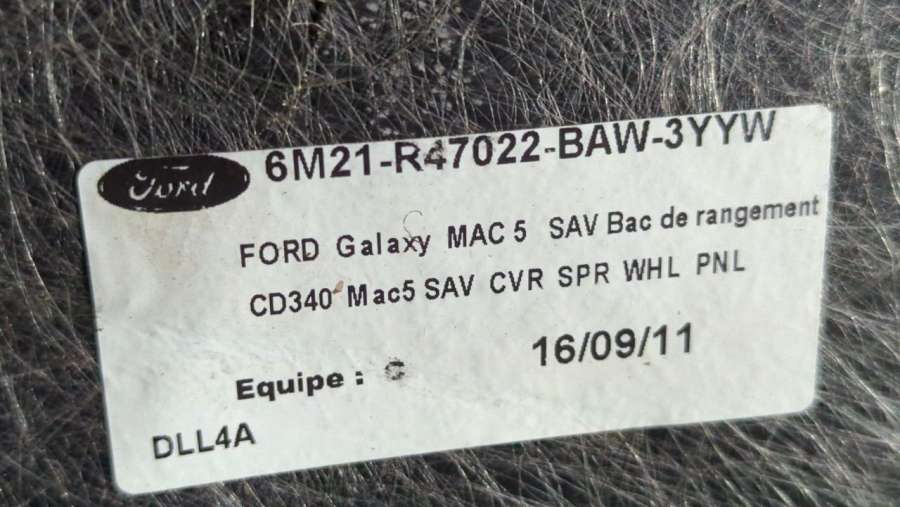 Ford 6M21-R47022-BAW-3YYW
FORD Galaxy MAC 5 SAV Bac de rangement
CD340 Mac5 SAV CVR SPR WHL PNL
Equipe : 16/09/11
DLL4A